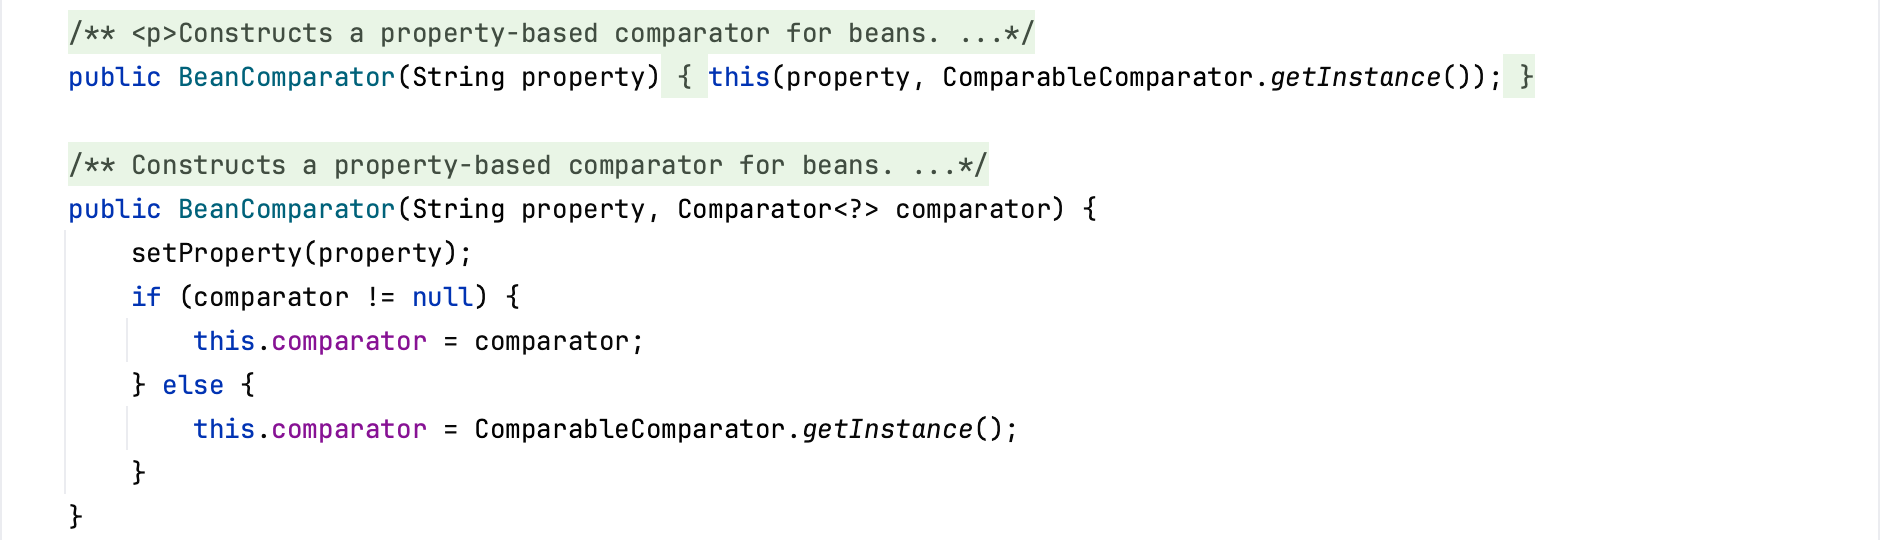 /** <p>Constructs a property-based comparator for beans. ...*/
public BeanComparator(String property) { this(property, ComparableComparator.getInstance()); }
/** Constructs a property-based comparator for beans. ...*/
public BeanComparator(String property, Comparator<?> comparator) {
    setProperty(property);
    if (comparator != null) {
        this.comparator = comparator;
    } else {
        this.comparator = ComparableComparator.getInstance();
    }
}